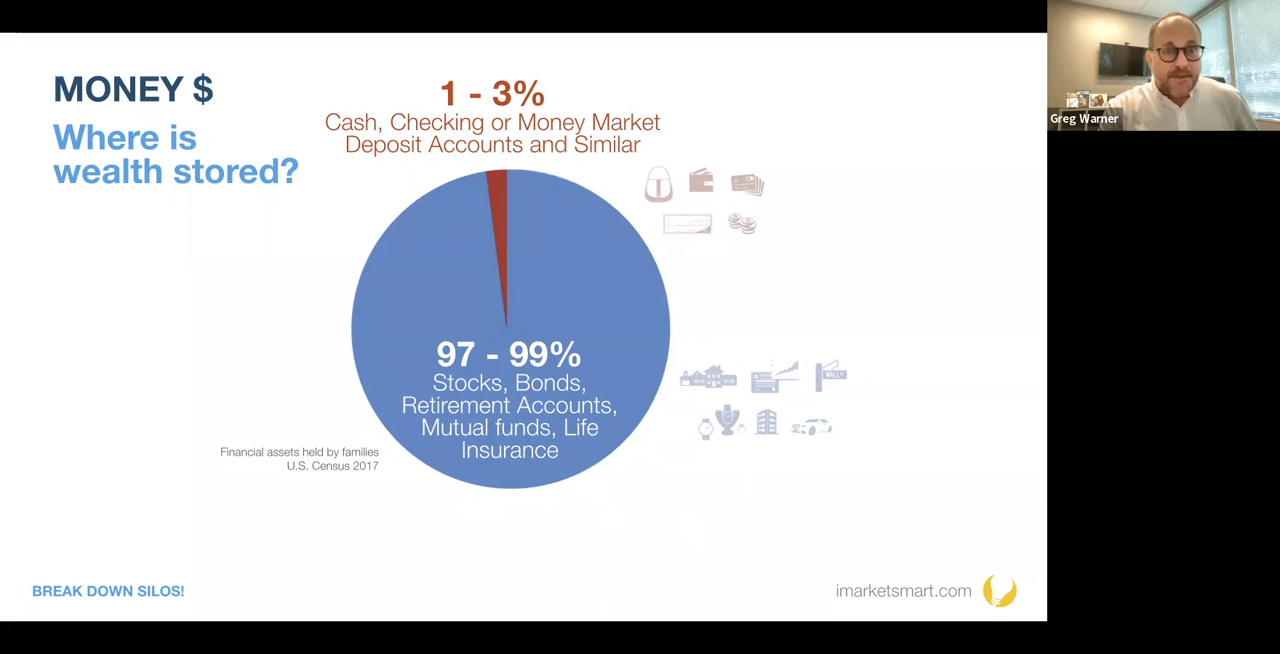 MONEY $
Where is
wealth stored?
1 - 3%
Cash, Checking or Money Market
Deposit Accounts and Similar
97 - 99%
Stocks, Bonds,
Retirement Accounts,
Mutual funds, Life
Insurance
Financial assets held by families
U.S. Census 2017
WALL ST
BREAK DOWN SILOS!
imarketsmart.com
Greg Warner